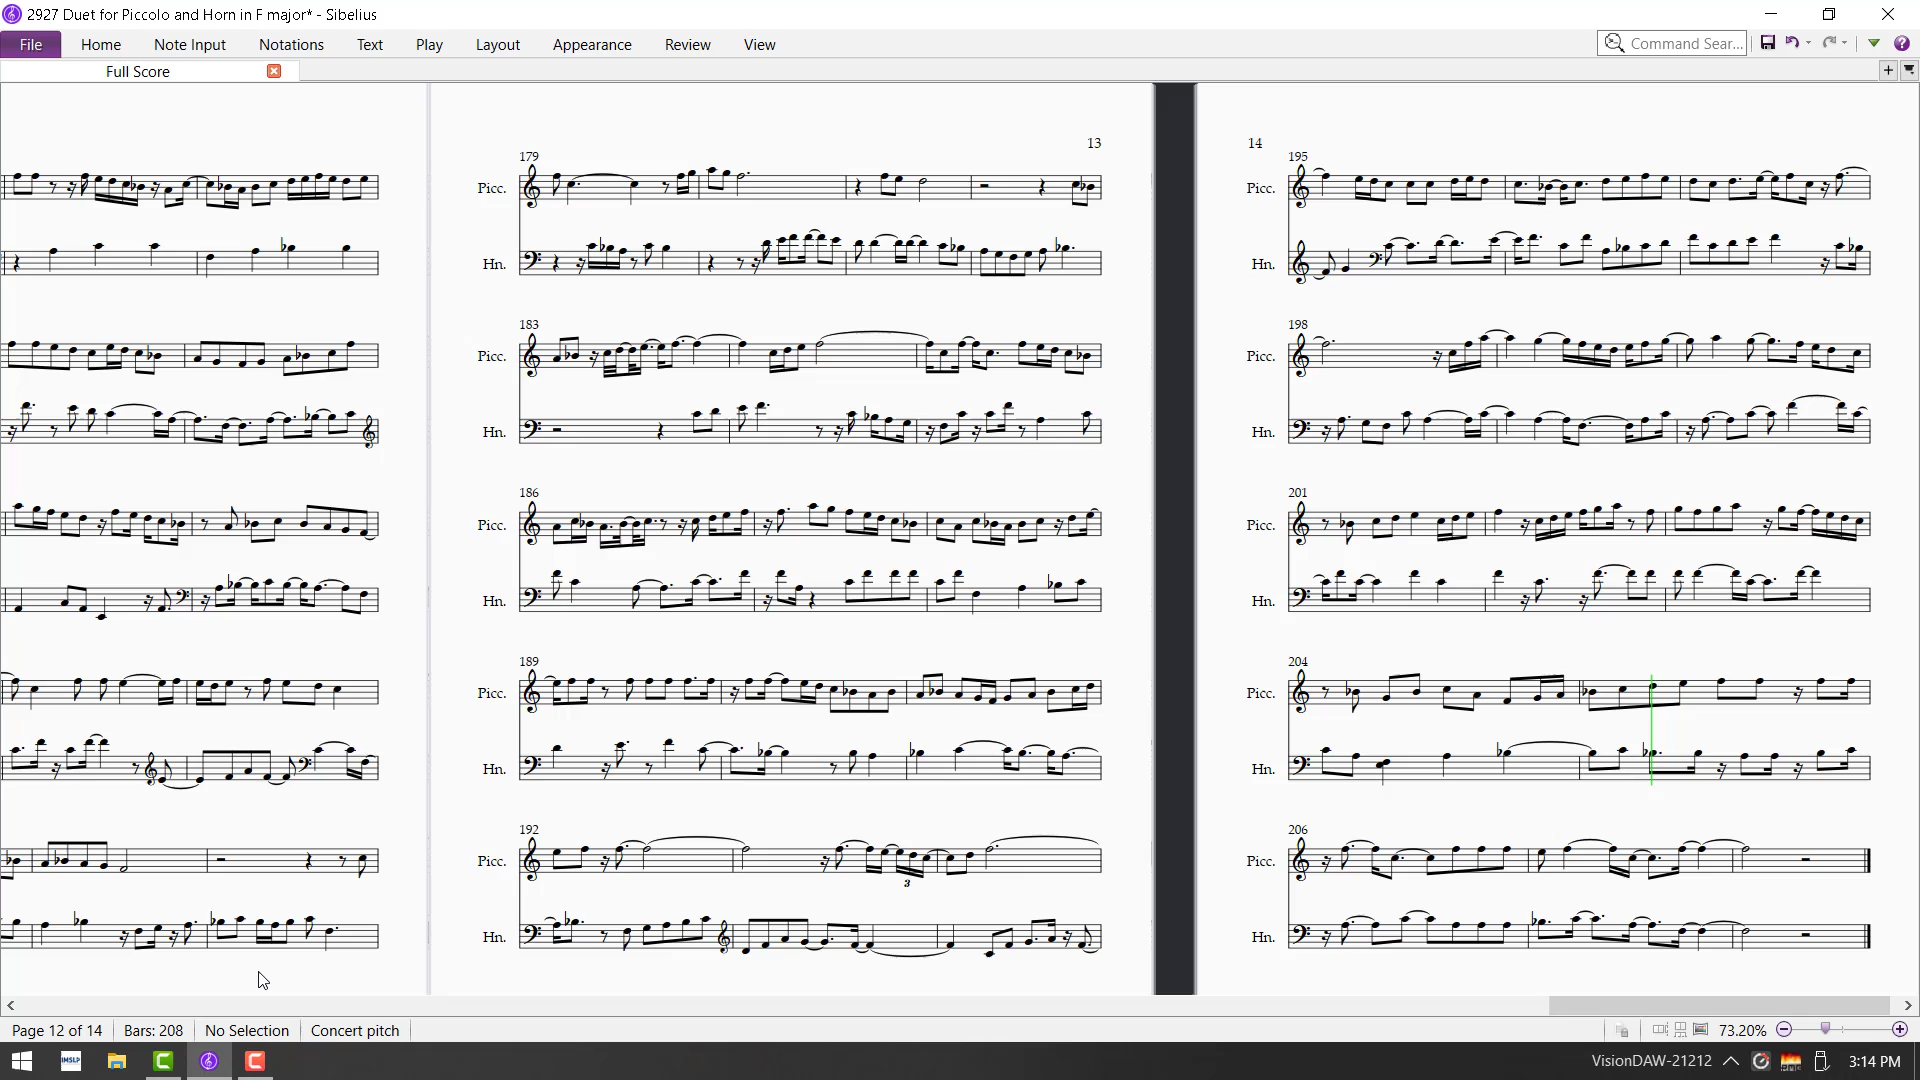 2927 Duet for Piccolo and Horn in F major* - Sibelius
File Home Note Input Notations Text Play Layout Appearance Review View
Command Sear...
Full Score
13
179
Picc.
Hn.
183
Picc.
Hn.
186
Picc.
Hn.
189
Picc.
Hn.
192
Picc.
3
Hn.
14
195
Picc.
Hn.
198
Picc.
Hn.
201
Picc.
Hn.
204
Picc.
Hn.
206
Picc.
Hn.
Page 12 of 14 Bars: 208 No Selection Concert pitch 73.20%
IMSLP
VisionDAW-21212 3:14 PM